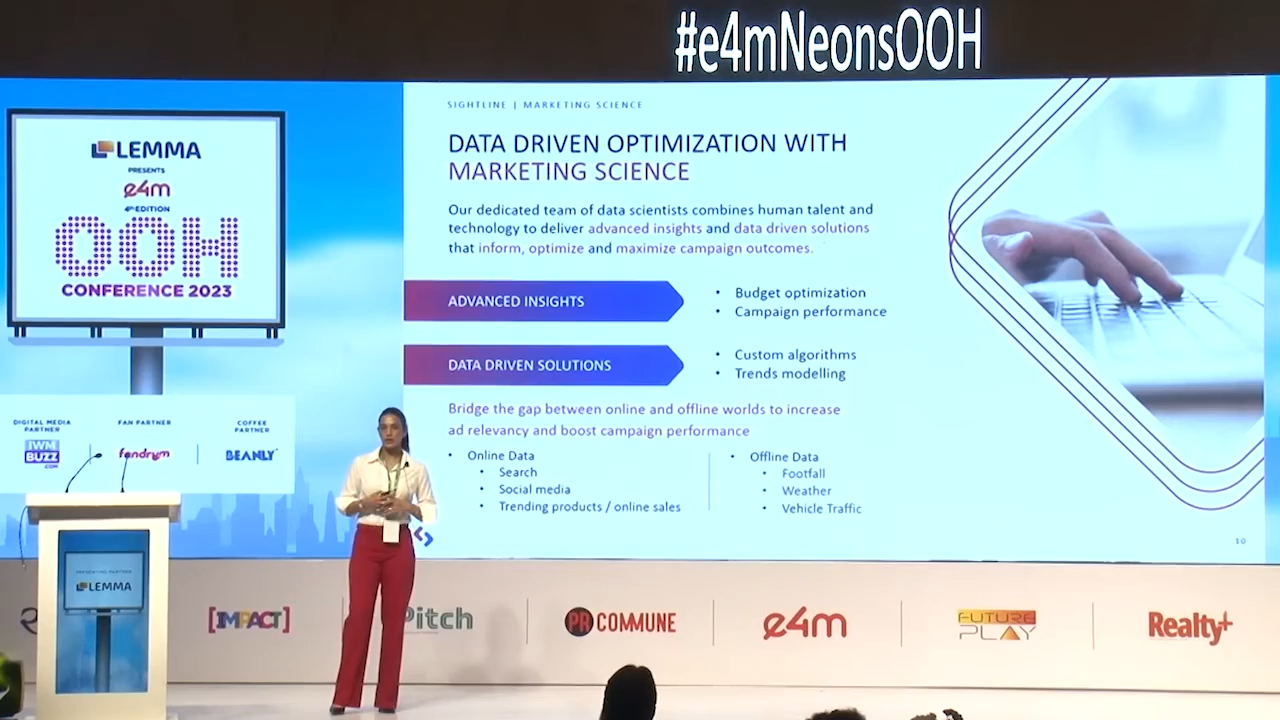 #e4mNeonsOOH
LEMMA
PRESENTS
e4m
4th EDITION
OOH
CONFERENCE 2023
DIGITAL MEDIA
PARTNER
IWM
BUZZ
.COM
FAN PARTNER
fandrum
COFFEE
PARTNER
BEANLY
SIGHTLINE | MARKETING SCIENCE
DATA DRIVEN OPTIMIZATION WITH
MARKETING SCIENCE
Our dedicated team of data scientists combines human talent and
technology to deliver advanced insights and data driven solutions
that inform, optimize and maximize campaign outcomes.
ADVANCED INSIGHTS
• Budget optimization
• Campaign performance
DATA DRIVEN SOLUTIONS
• Custom algorithms
• Trends modelling
Bridge the gap between online and offline worlds to increase
ad relevancy and boost campaign performance
• Online Data
• Search
• Social media
• Trending products / online sales
• Offline Data
• Footfall
• Weather
• Vehicle Traffic
10
PRESENTING PARTNER
LEMMA
[IMPACT]
Pitch
PR COMMUNE
e4m
FUTURE
PLAY
Realty+